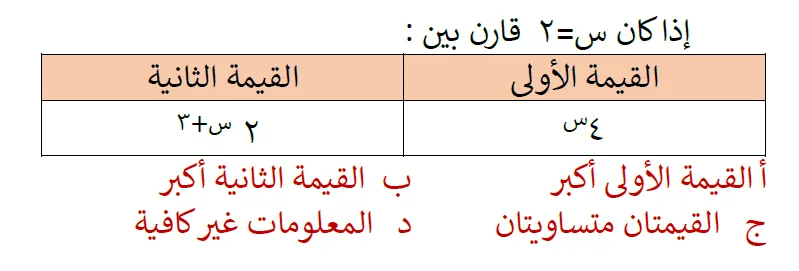 إذا كان س=٢ قارن بين :
القيمة الأولى القيمة الثانية
٤س ٢ س+٣
أ القيمة الأولى أكبر ب القيمة الثانية أكبر
ج القيمتان متساويتان د المعلومات غير كافية